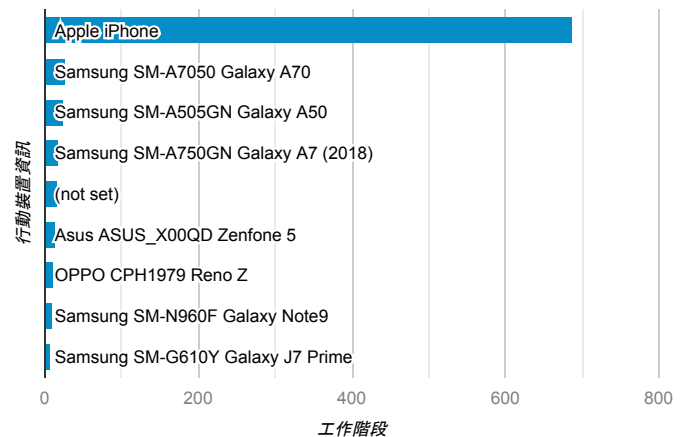 Apple iPhone
Samsung SM-A7050 Galaxy A70
Samsung SM-A505GN Galaxy A50
Samsung SM-A750GN Galaxy A7 (2018)
(not set)
Asus ASUS_X00QD Zenfone 5
OPPO CPH1979 Reno Z
Samsung SM-N960F Galaxy Note9
Samsung SM-G610Y Galaxy J7 Prime
行動裝置資訊
0 200 400 600 800
工作階段